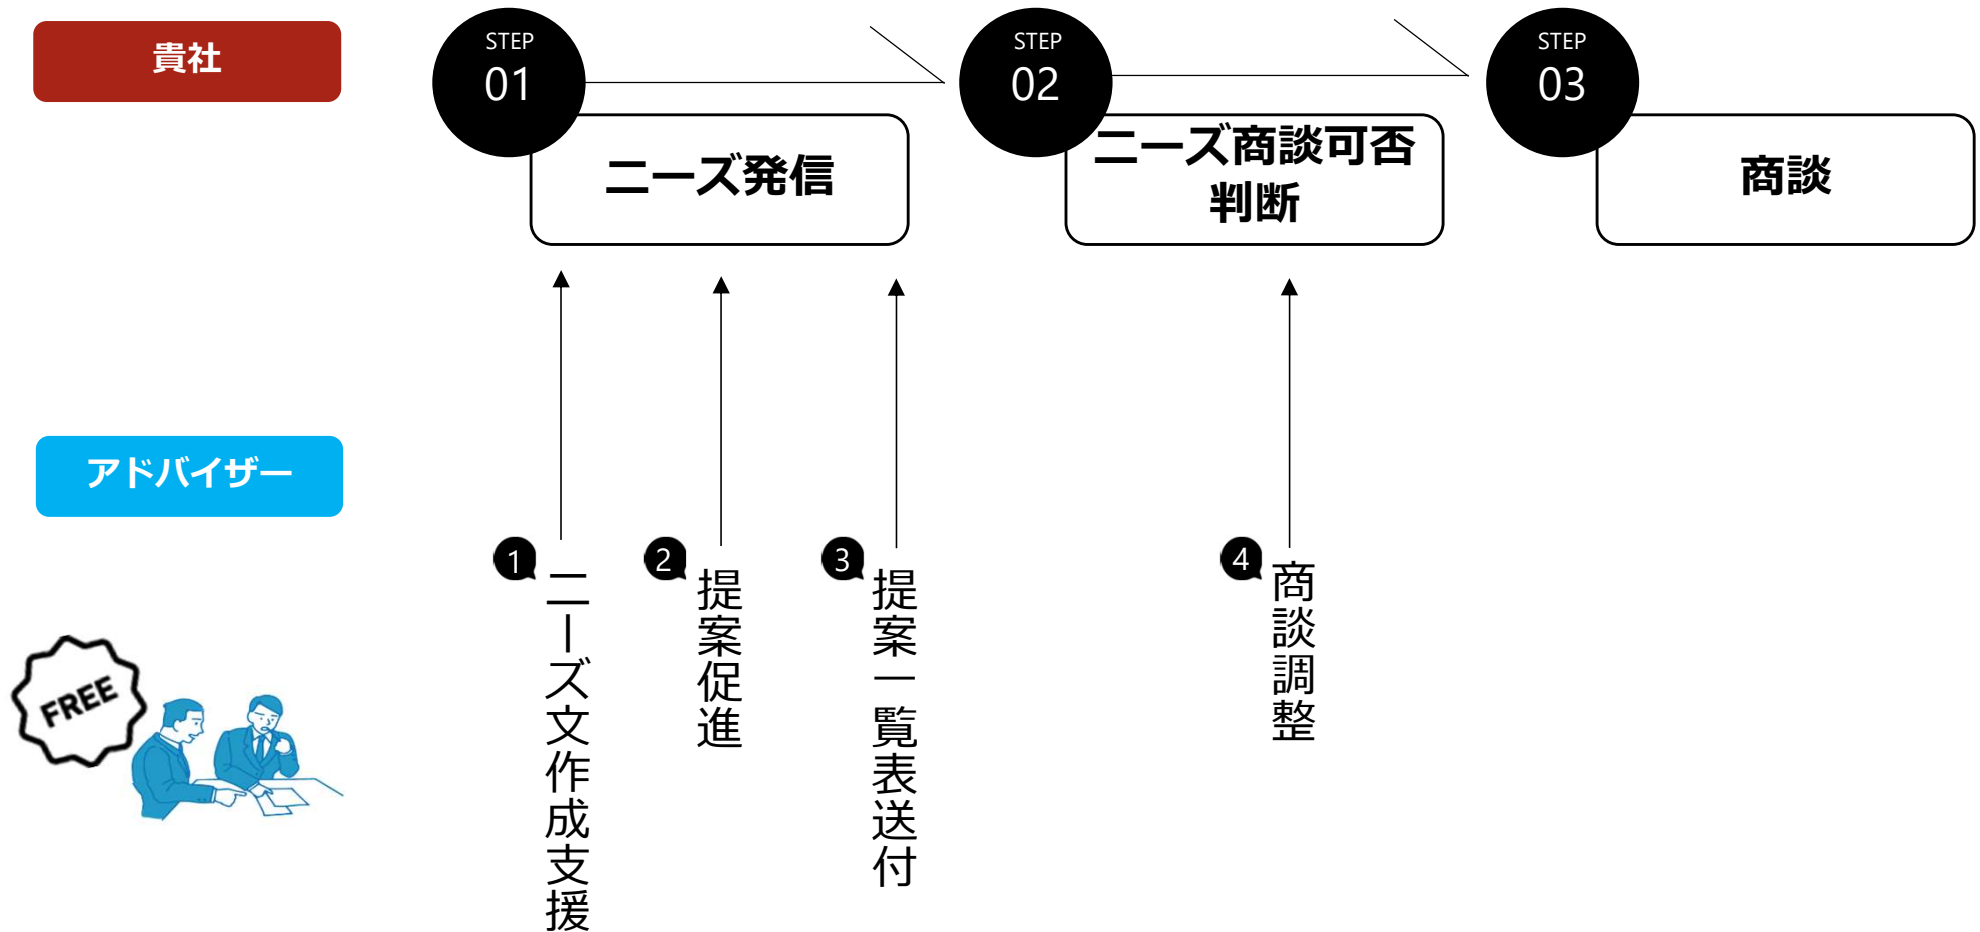 貴社
STEP
01
ニーズ発信
STEP
02
ニーズ商談可否
判断
STEP
03
商談
アドバイザー
1
ニーズ文作成支援
2
提案促進
3
提案一覧表送付
4
商談調整
FREE